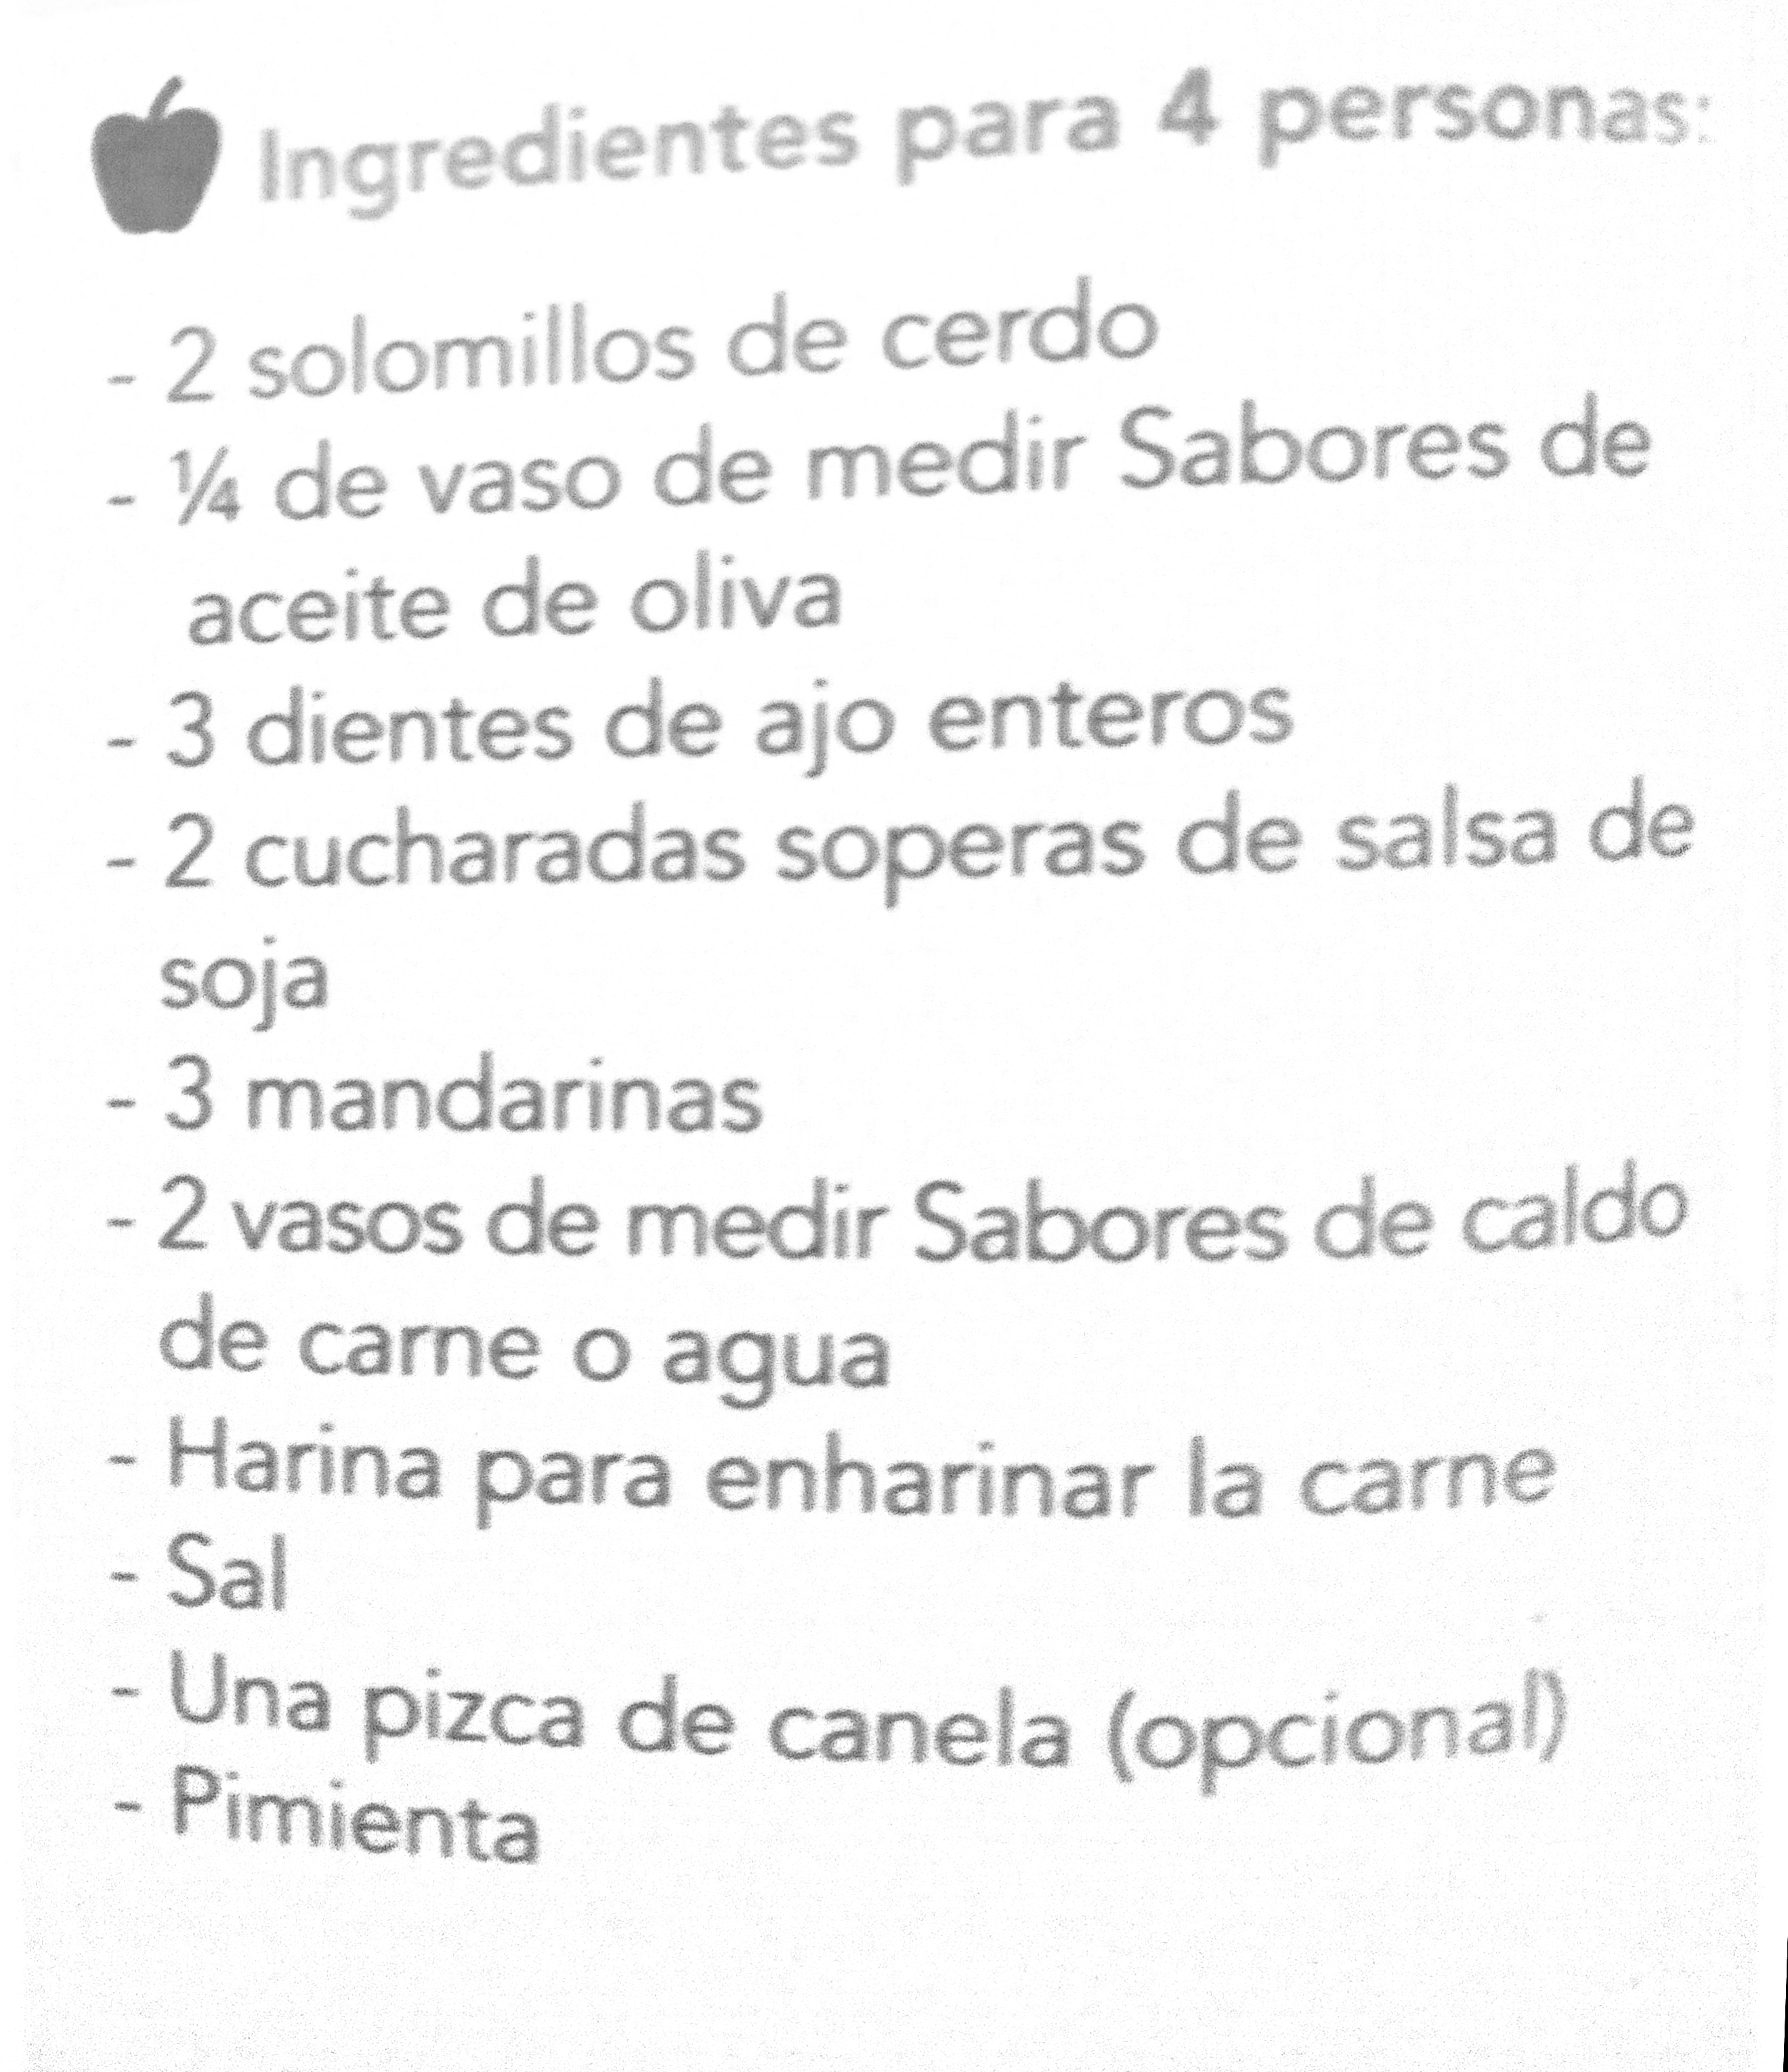 Ingredientes para 4 personas:
- 2 solomillos de cerdo
- ¼ de vaso de medir Sabores de
aceite de oliva
- 3 dientes de ajo enteros
- 2 cucharadas soperas de salsa de
soja
- 3 mandarinas
- 2 vasos de medir Sabores de caldo
de carne o agua
- Harina para enharinar la carne
- Sal
- Una pizca de canela (opcional)
- Pimienta